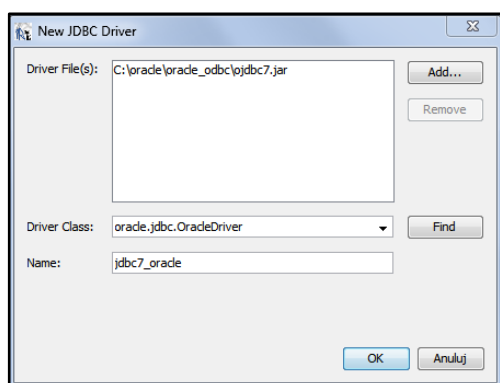 New JDBC Driver
Driver File(s):
C:\oracle\oracle_odbc\ojdbc7.jar
Add...
Remove
Driver Class:
oracle.jdbc.OracleDriver
Find
Name:
jdbc7_oracle
OK
Anuluj